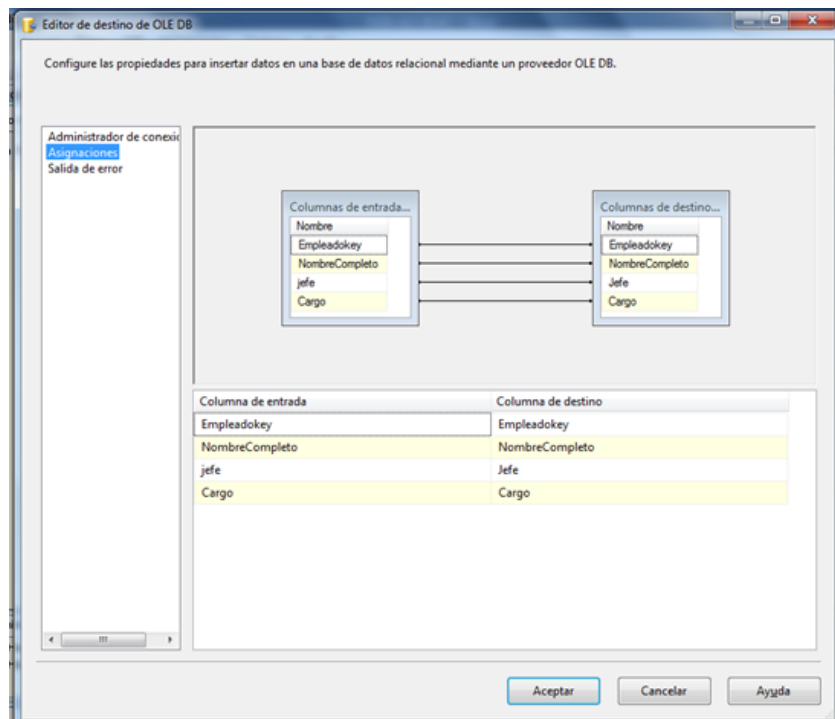 Editor de destino de OLE DB
Configure las propiedades para insertar datos en una base de datos relacional mediante un proveedor OLE DB.
Administrador de conexió
Asignaciones
Salida de error
Columnas de entrada...
Nombre
Empleadokey
NombreCompleto
jefe
Cargo
Columnas de destino...
Nombre
Empleadokey
NombreCompleto
Jefe
Cargo
Columna de entrada Columna de destino
Empleadokey Empleadokey
NombreCompleto NombreCompleto
jefe Jefe
Cargo Cargo
Aceptar Cancelar Ayuda